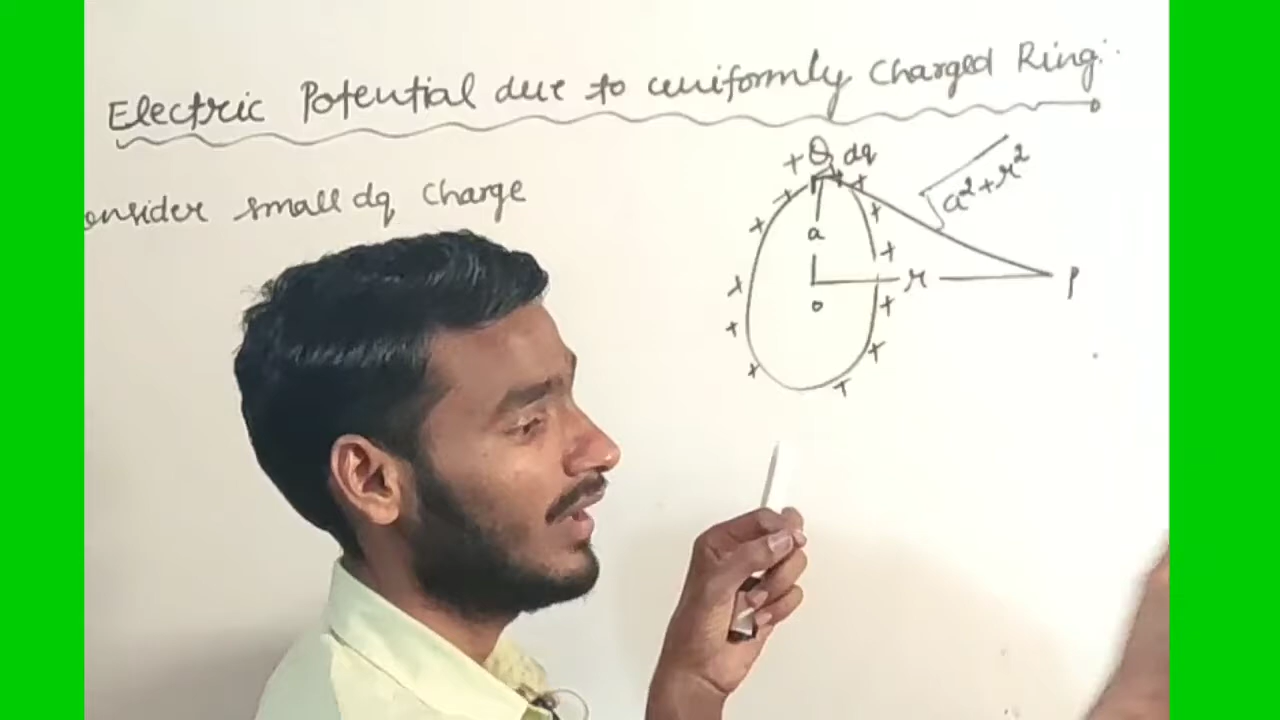 Electric Potential due to uniformly Charged Ring:
onsider small dq Charge
+Q dq
√a²+r²
a
r
P
o